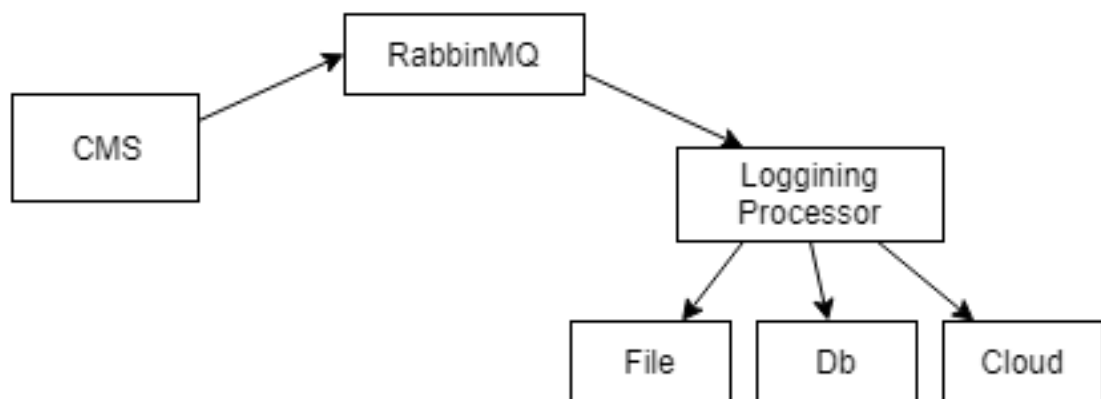 RabbinMQ
CMS
Loggining
Processor
File
Db
Cloud